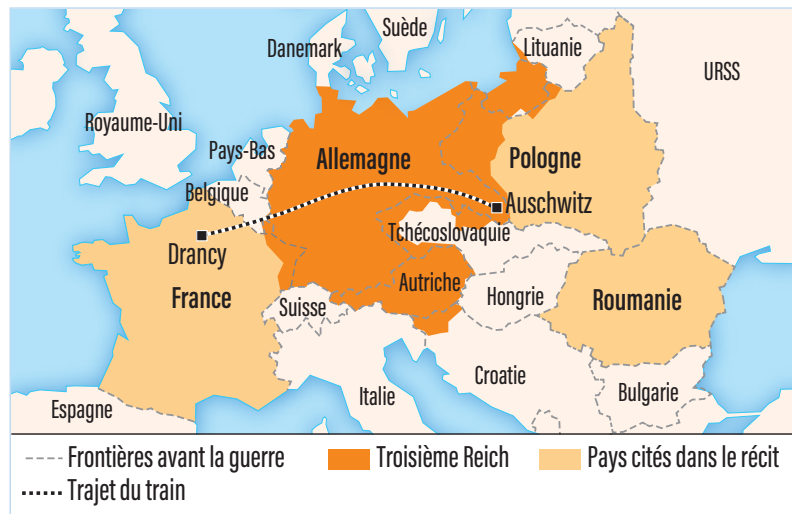 Suède
Danemark
Lituanie
URSS
Royaume-Uni
Pays-Bas
Allemagne
Pologne
Belgique
Auschwitz
Tchécoslovaquie
Drancy
Autriche
France
Suisse
Hongrie
Roumanie
Croatie
Italie
Bulgarie
Espagne
Frontières avant la guerre
Troisième Reich
Pays cités dans le récit
Trajet du train